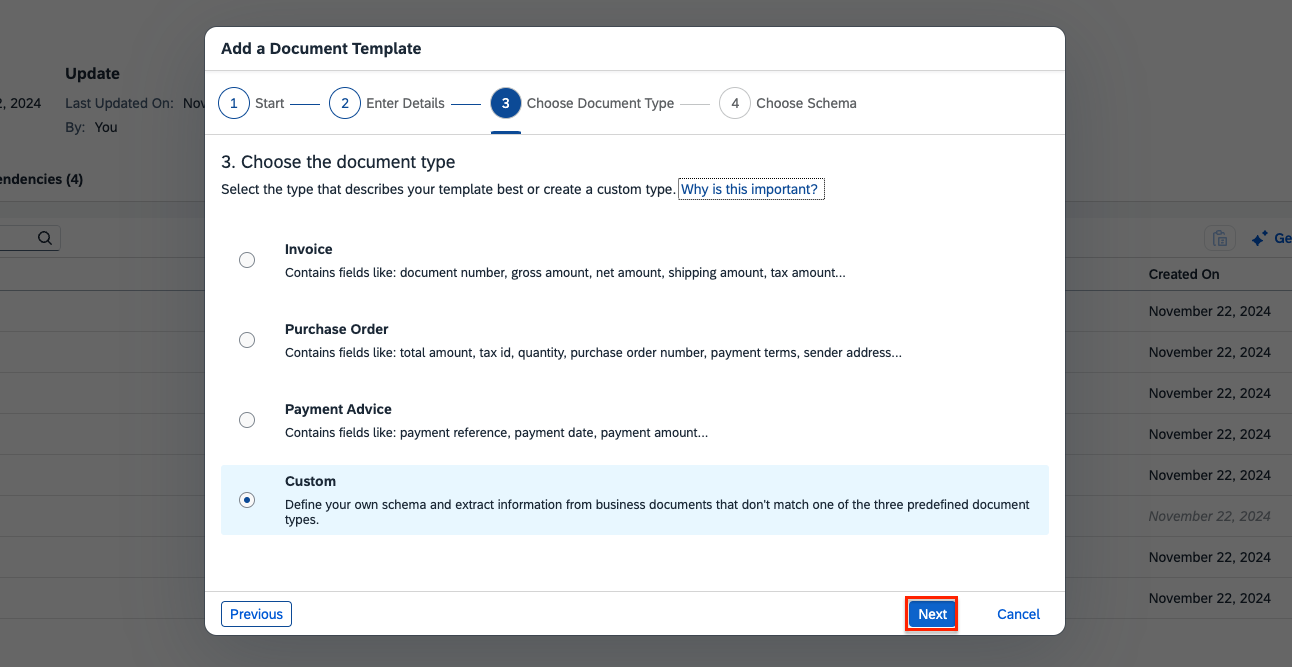 Add a Document Template
Update
2, 2024
Last Updated On: Nov
By: You
endencies (4)
1 Start
2 Enter Details
3 Choose Document Type
4 Choose Schema
3. Choose the document type
Select the type that describes your template best or create a custom type. Why is this important?
Invoice
Contains fields like: document number, gross amount, net amount, shipping amount, tax amount...
Purchase Order
Contains fields like: total amount, tax id, quantity, purchase order number, payment terms, sender address...
Payment Advice
Contains fields like: payment reference, payment date, payment amount...
Custom
Define your own schema and extract information from business documents that don't match one of the three predefined document
types.
Previous
Next
Cancel
Ge
Created On
November 22, 2024
November 22, 2024
November 22, 2024
November 22, 2024
November 22, 2024
November 22, 2024
November 22, 2024
November 22, 2024